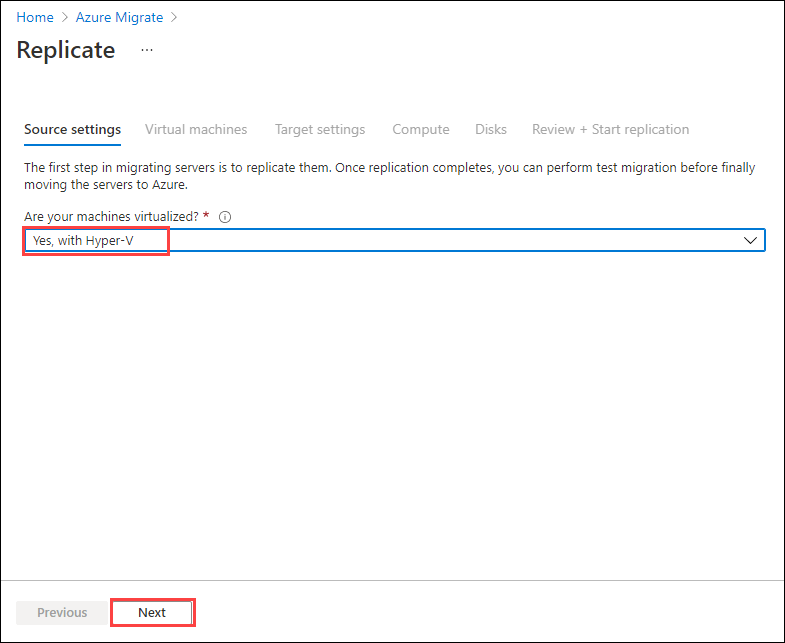 Home > Azure Migrate >
Replicate ...
Source settings Virtual machines Target settings Compute Disks Review + Start replication
The first step in migrating servers is to replicate them. Once replication completes, you can perform test migration before finally
moving the servers to Azure.
Are your machines virtualized? *
Yes, with Hyper-V
Previous Next